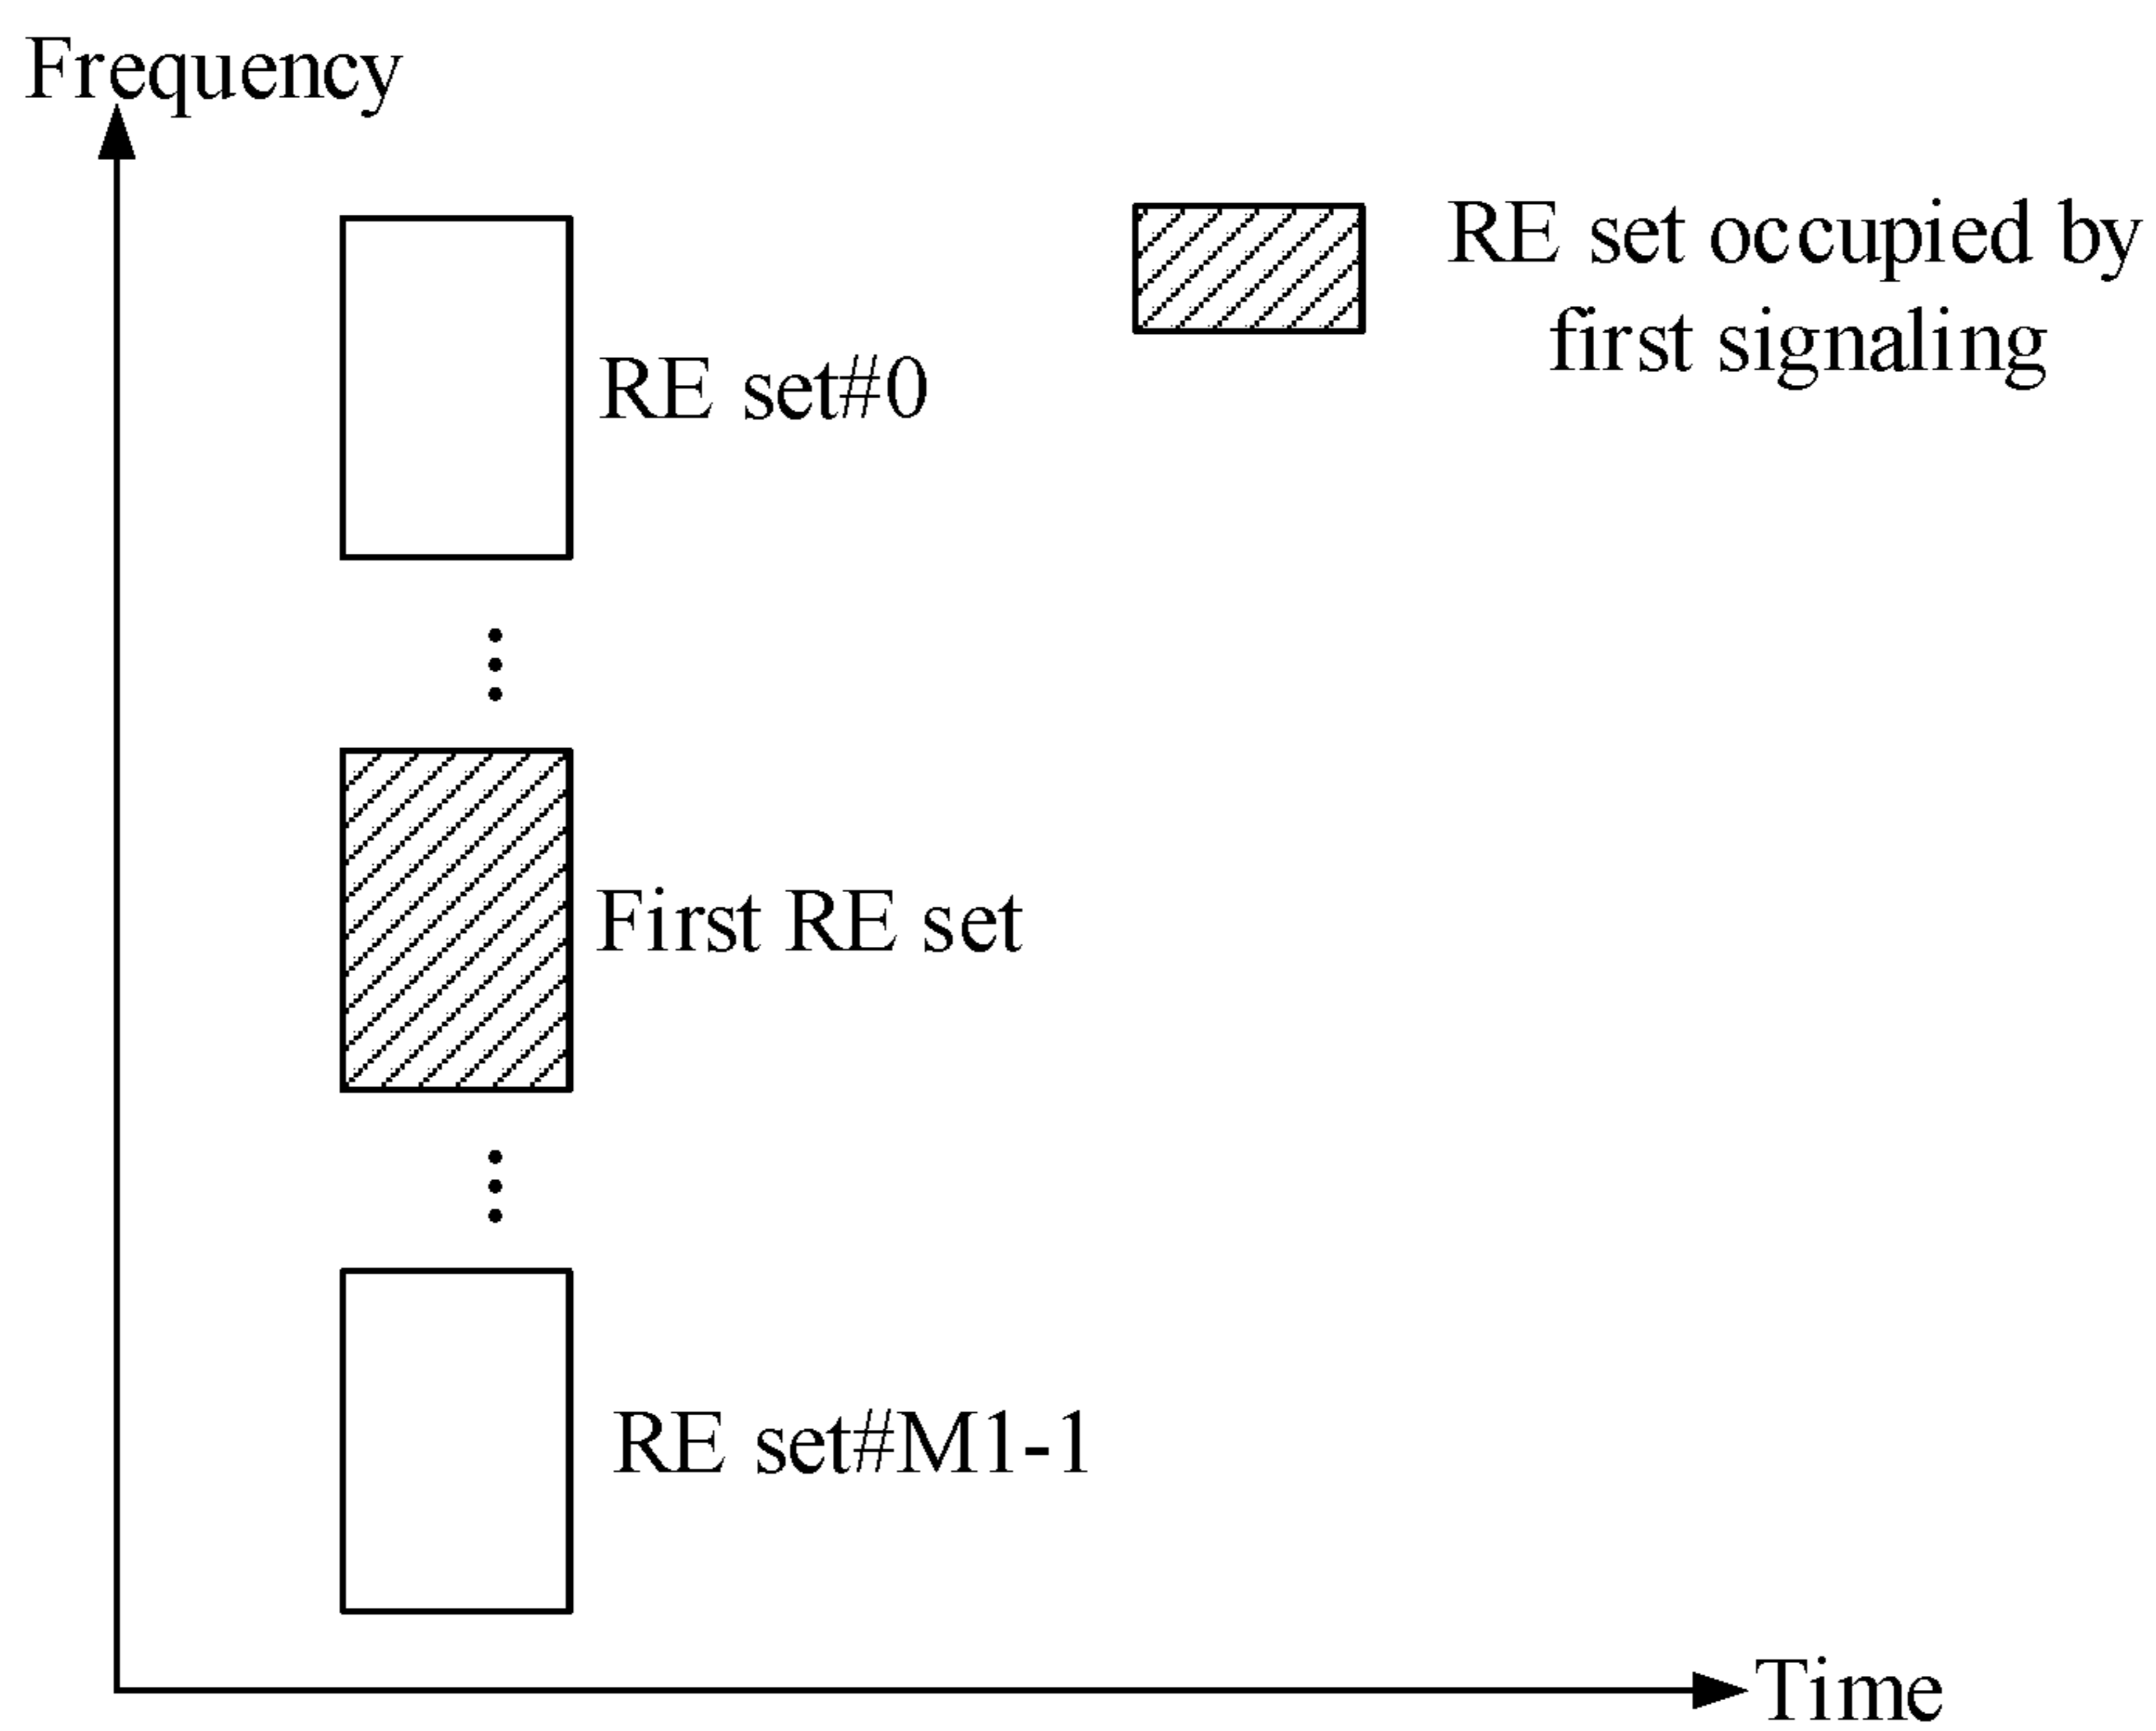 Frequency
RE set occupied by
first signaling
RE set#0
First RE set
RE set#M1-1
Time